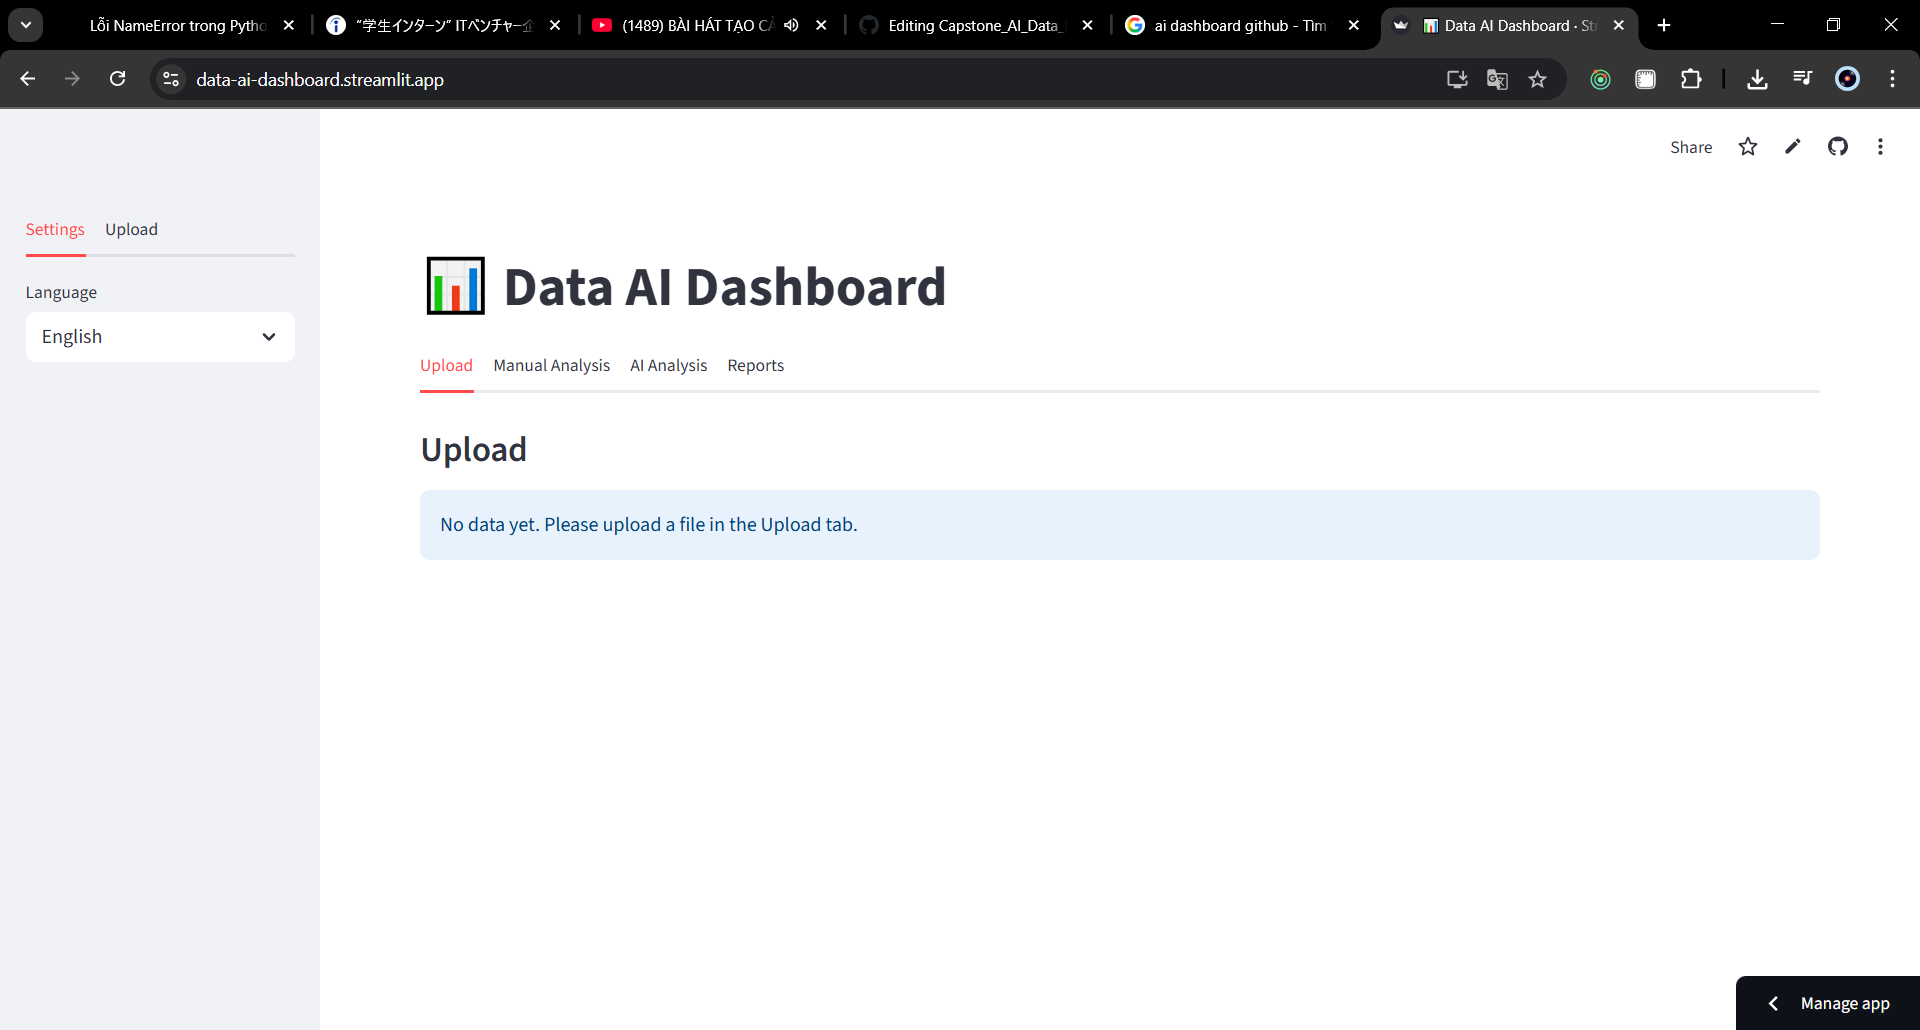 Lỗi NameError trong Pytho
“学生インターン” ITベンチャー企
(1489) BÀI HÁT TẠO CẢ
Editing Capstone_AI_Data_
ai dashboard github - Tìm
Data AI Dashboard · St
data-ai-dashboard.streamlit.app
Share
Settings Upload
Language
English
Data AI Dashboard
Upload Manual Analysis AI Analysis Reports
Upload
No data yet. Please upload a file in the Upload tab.
Manage app